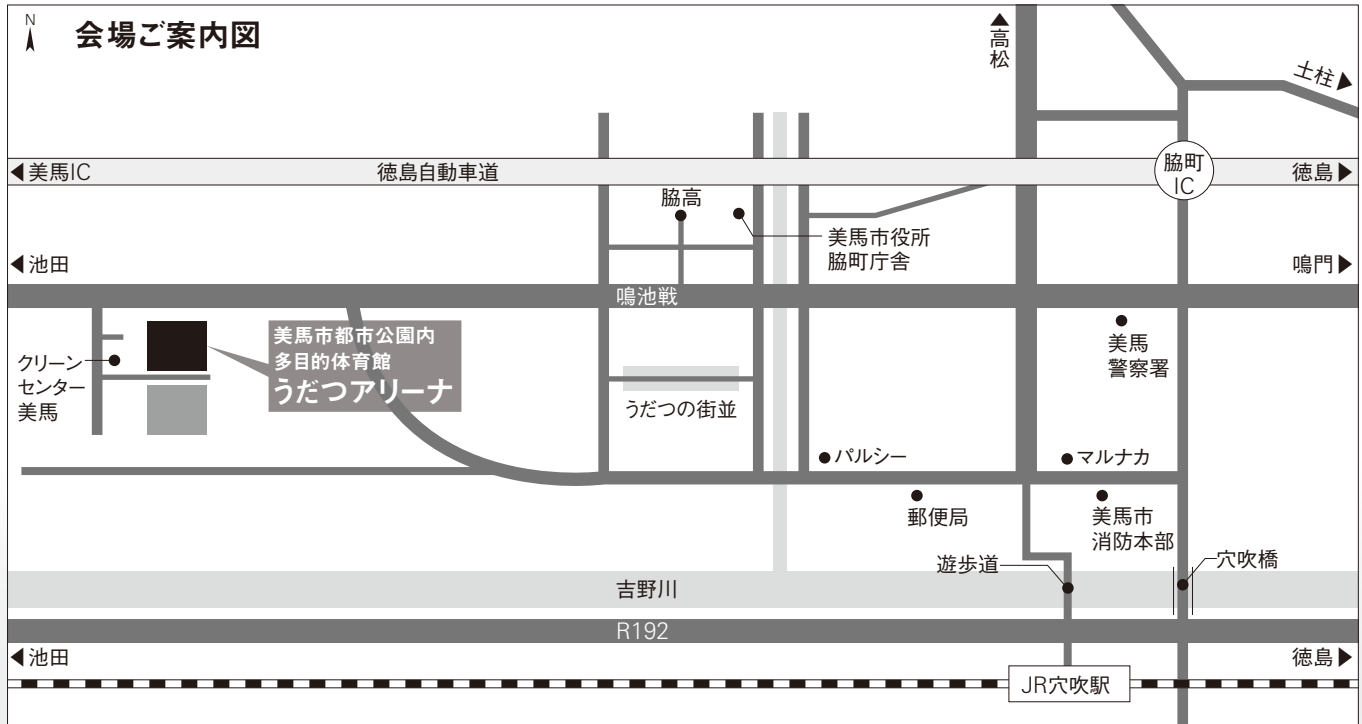 N
会場ご案内図
▲
高松
土柱▶
◀美馬IC
徳島自動車道
脇町
IC
徳島▶
脇高
美馬市役所
脇町庁舎
◀池田
鳴門▶
鳴池戦
美馬市都市公園内
多目的体育館
うだつアリーナ
クリーン
センター
美馬
美馬
警察署
うだつの街並
パルシー
マルナカ
郵便局
美馬市
消防本部
遊歩道
穴吹橋
吉野川
R192
◀池田
徳島▶
JR穴吹駅